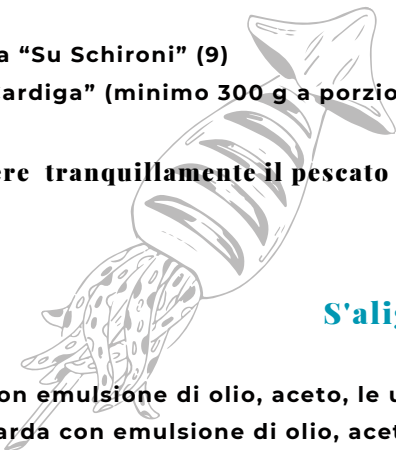 a “Su Schironi” (9)
ardiga” (minimo 300 g a porzio
ere tranquillamente il pescato
S'ali
on emulsione di olio, aceto, le u
arda con emulsione di olio, acet